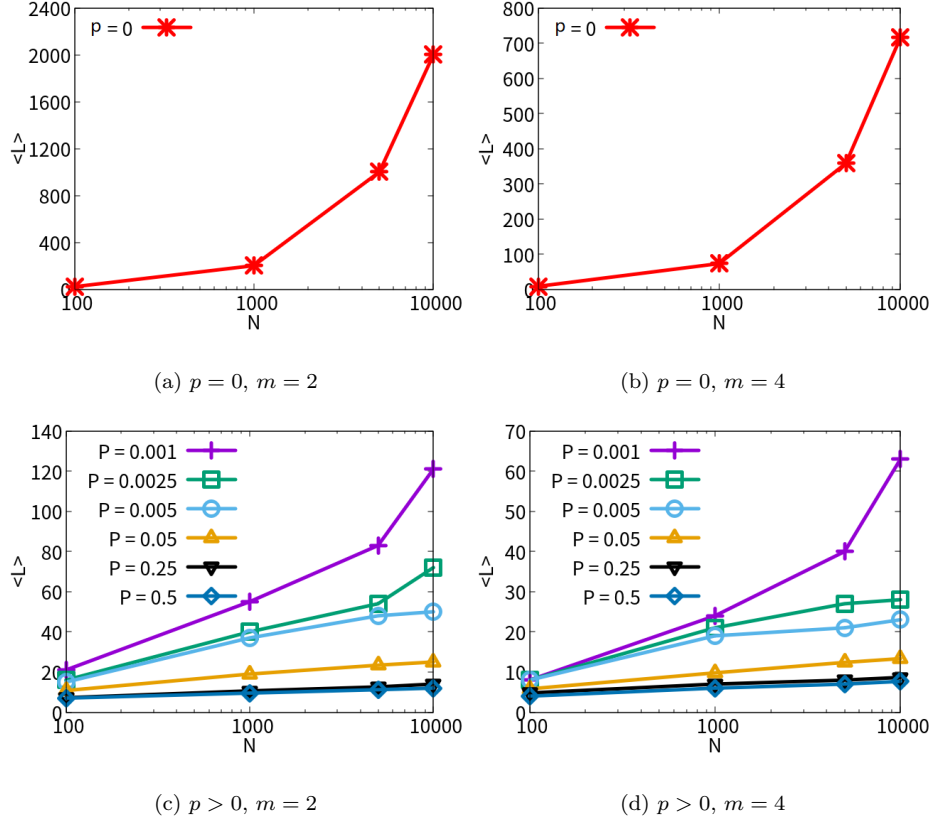 2400
2000
1600
1200
800
400
0
<L>
p = 0
100
1000
10000
N
(a) p = 0, m = 2
800
700
600
500
400
300
200
100
0
<L>
p = 0
100
1000
10000
N
(b) p = 0, m = 4
140
120
100
80
60
40
20
0
<L>
P = 0.001
P = 0.0025
P = 0.005
P = 0.05
P = 0.25
P = 0.5
100
1000
10000
N
(c) p > 0, m = 2
70
60
50
40
30
20
10
0
<L>
P = 0.001
P = 0.0025
P = 0.005
P = 0.05
P = 0.25
P = 0.5
100
1000
10000
N
(d) p > 0, m = 4